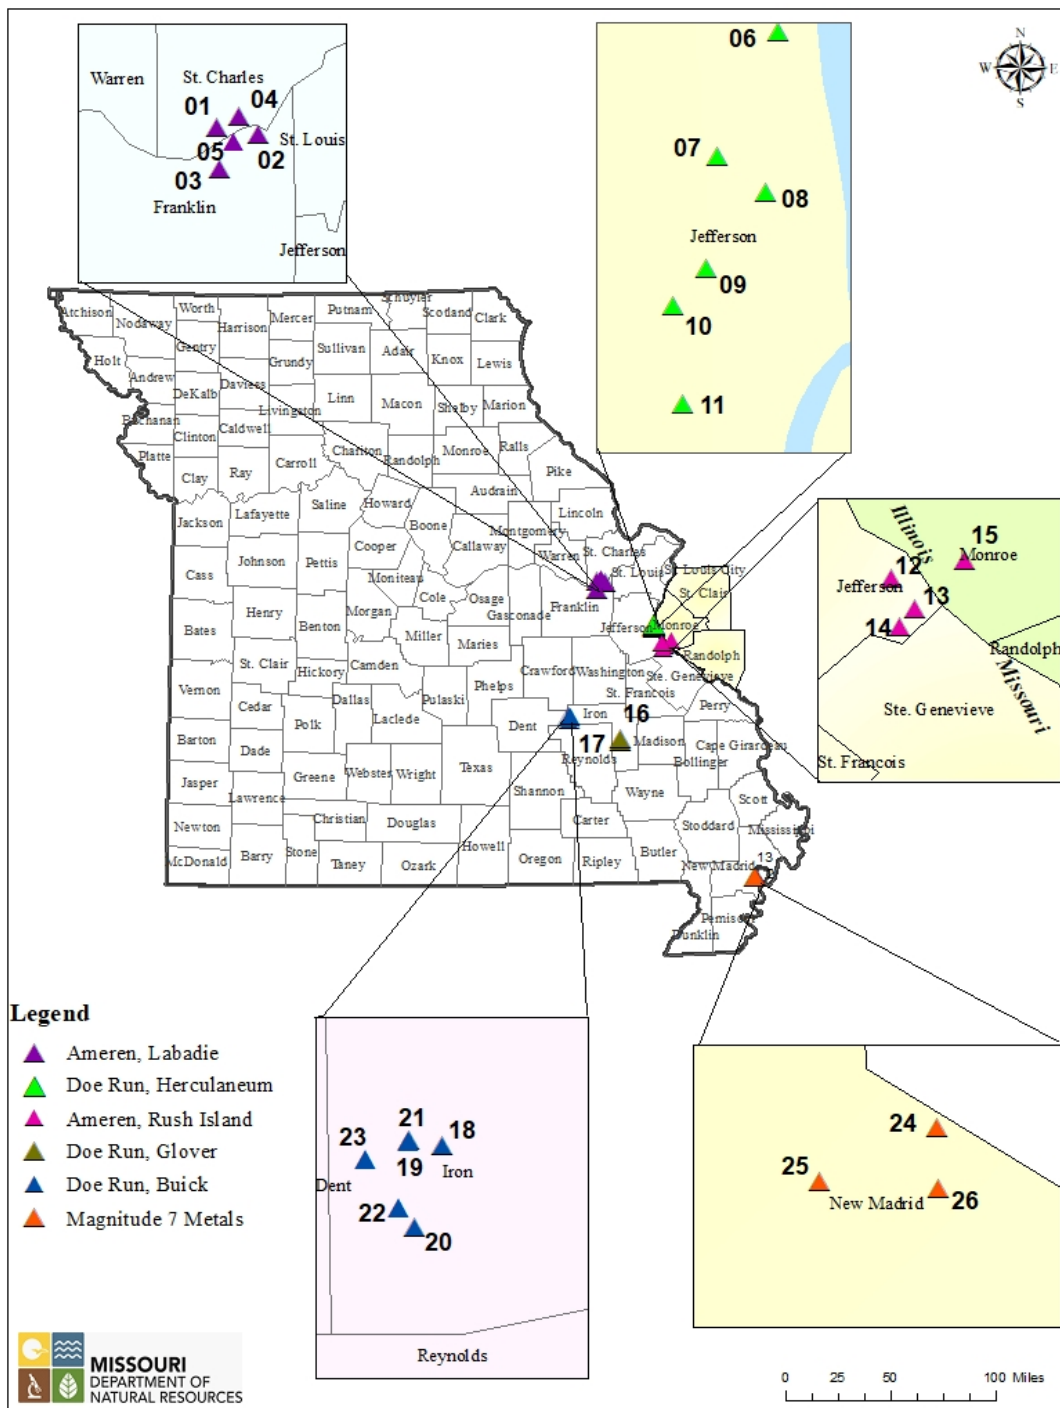 Warren
St. Charles
01
04
05
02
St. Louis
03
Franklin
Jefferson
06
07
08
Jefferson
09
10
11
N
W
E
S
Atchison
Nodaway
Worth
Harrison
Mercer
Putnam
Schuyler
Scotland
Clark
Holt
Gentry
Sullivan
Adair
Knox
Lewis
Andrew
DeKalb
Daviess
Grundy
Linn
Macon
Shelby
Marion
Buchanan
Clinton
Caldwell
Livingston
Platte
Clay
Ray
Carroll
Chariton
Randolph
Monroe
Ralls
Pike
Audrain
Jackson
Lafayette
Saline
Howard
Boone
Callaway
Montgomery
Lincoln
Warren
St. Charles
Cass
Johnson
Pettis
Cooper
Moniteau
Cole
Osage
Gasconade
Franklin
St. Louis
St. Louis City
St. Clair
Bates
Henry
Benton
Morgan
Miller
Maries
Jefferson
Monroe
Randolph
Vernon
St. Clair
Hickory
Camden
Pulaski
Phelps
Crawford
Washington
Ste. Genevieve
St. Francois
Perry
Cedar
Polk
Dallas
Laclede
Dent
Iron
16
17
Reynolds
Madison
Cape Girardeau
Bollinger
Barton
Dade
Greene
Webster
Wright
Texas
Shannon
Wayne
Scott
Jasper
Lawrence
Christian
Douglas
Carter
Stoddard
Mississippi
Newton
McDonald
Barry
Stone
Taney
Ozark
Howell
Oregon
Ripley
Butler
New Madrid
13
Pemiscot
Dunklin
Illinois
15
Monroe
12
Jefferson
13
14
Randolph
Missouri
Ste. Genevieve
St. Francois
Legend
Ameren, Labadie
Doe Run, Herculaneum
Ameren, Rush Island
Doe Run, Glover
Doe Run, Buick
Magnitude 7 Metals
21
18
23
19
Iron
Dent
22
20
Reynolds
24
25
New Madrid
26
MISSOURI
DEPARTMENT OF
NATURAL RESOURCES
0 25 50 100 Miles